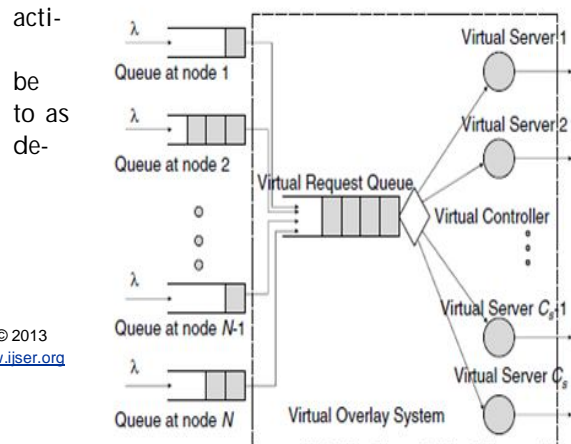 acti-
be
to as
de-
© 2013
w.ijser.org
λ
Queue at node 1
λ
Queue at node 2
λ
Queue at node N-1
λ
Queue at node N
Virtual Request Queue
Virtual Controller
Virtual Server 1
Virtual Server 2
Virtual Server Cs-1
Virtual Server Cs
Virtual Overlay System